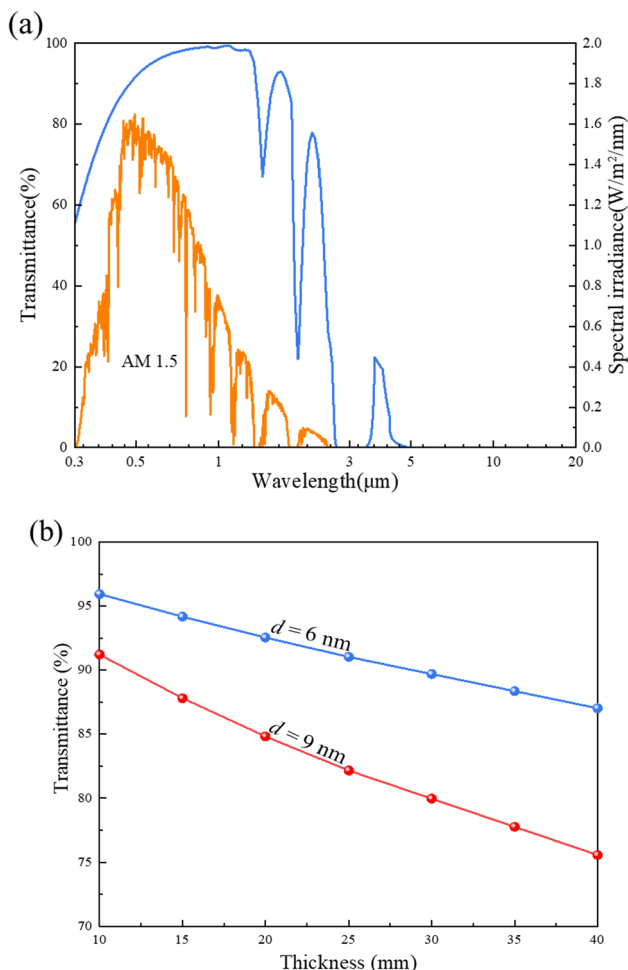 (a)
100
80
60
40
20
0
Transmittance(%)
2.0
1.8
1.6
1.4
1.2
1.0
0.8
0.6
0.4
0.2
0.0
Spectral irradiance(W/m²/nm)
AM 1.5
0.3 0.5 1 3 5 10 20
Wavelength(μm)
(b)
100
95
90
85
80
75
70
Transmittance (%)
d = 6 nm
d = 9 nm
10 15 20 25 30 35 40
Thickness (mm)